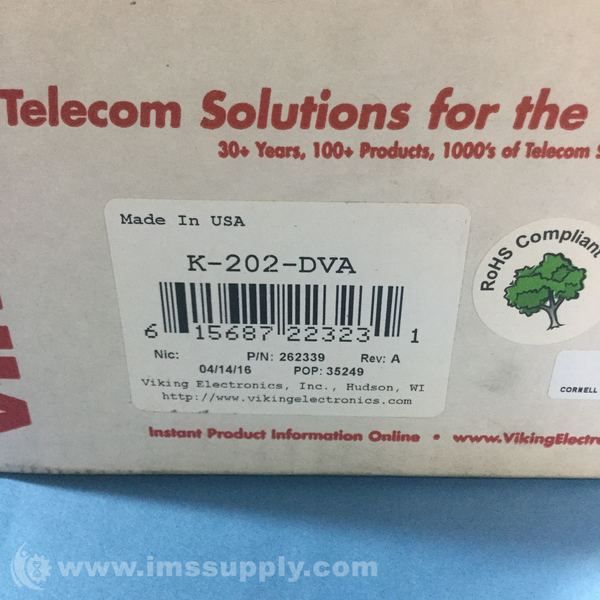 Telecom Solutions for the
30+ Years, 100+ Products, 1000's of Telecom
Made In USA
K-202-DVA
6 15687 22323 1
Nic: P/N: 262339 Rev: A
04/14/16 POP: 35249
Viking Electronics, Inc., Hudson, WI
http://www.vikingelectronics.com
RoHS Compliant
CORNELL
Instant Product Information Online • www.VikingElectro
www.imssupply.com